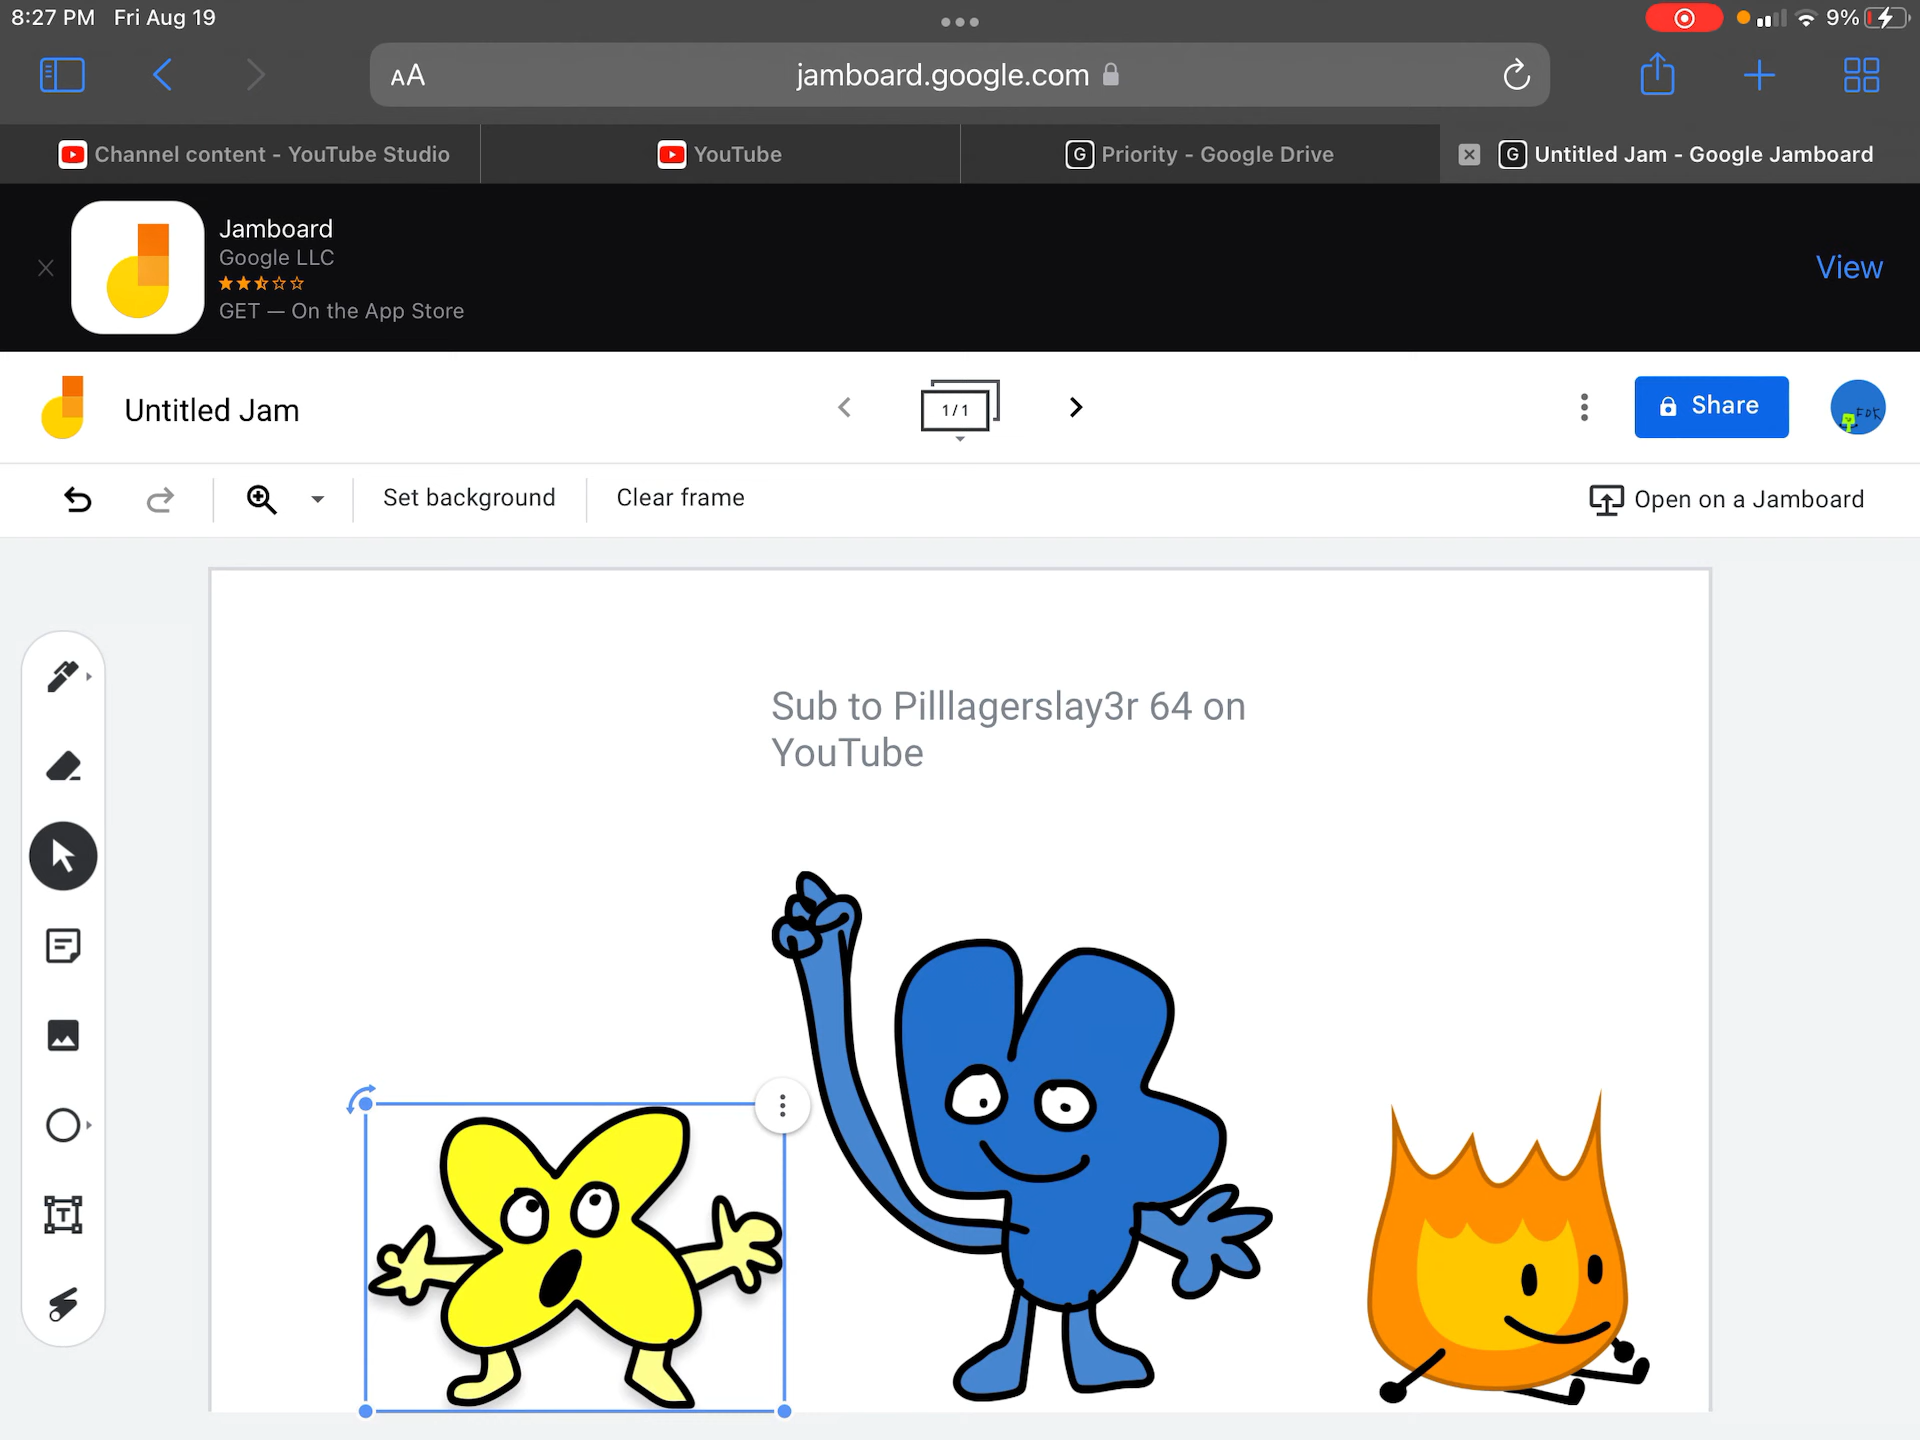 8:27 PM Fri Aug 19
9%
AA
jamboard.google.com
Channel content - YouTube Studio
YouTube
G Priority - Google Drive
G Untitled Jam - Google Jamboard
Jamboard
Google LLC
GET — On the App Store
View
Untitled Jam
1/1
Share
FDK
Set background
Clear frame
Open on a Jamboard
Sub to Pilllagerslay3r 64 on
YouTube